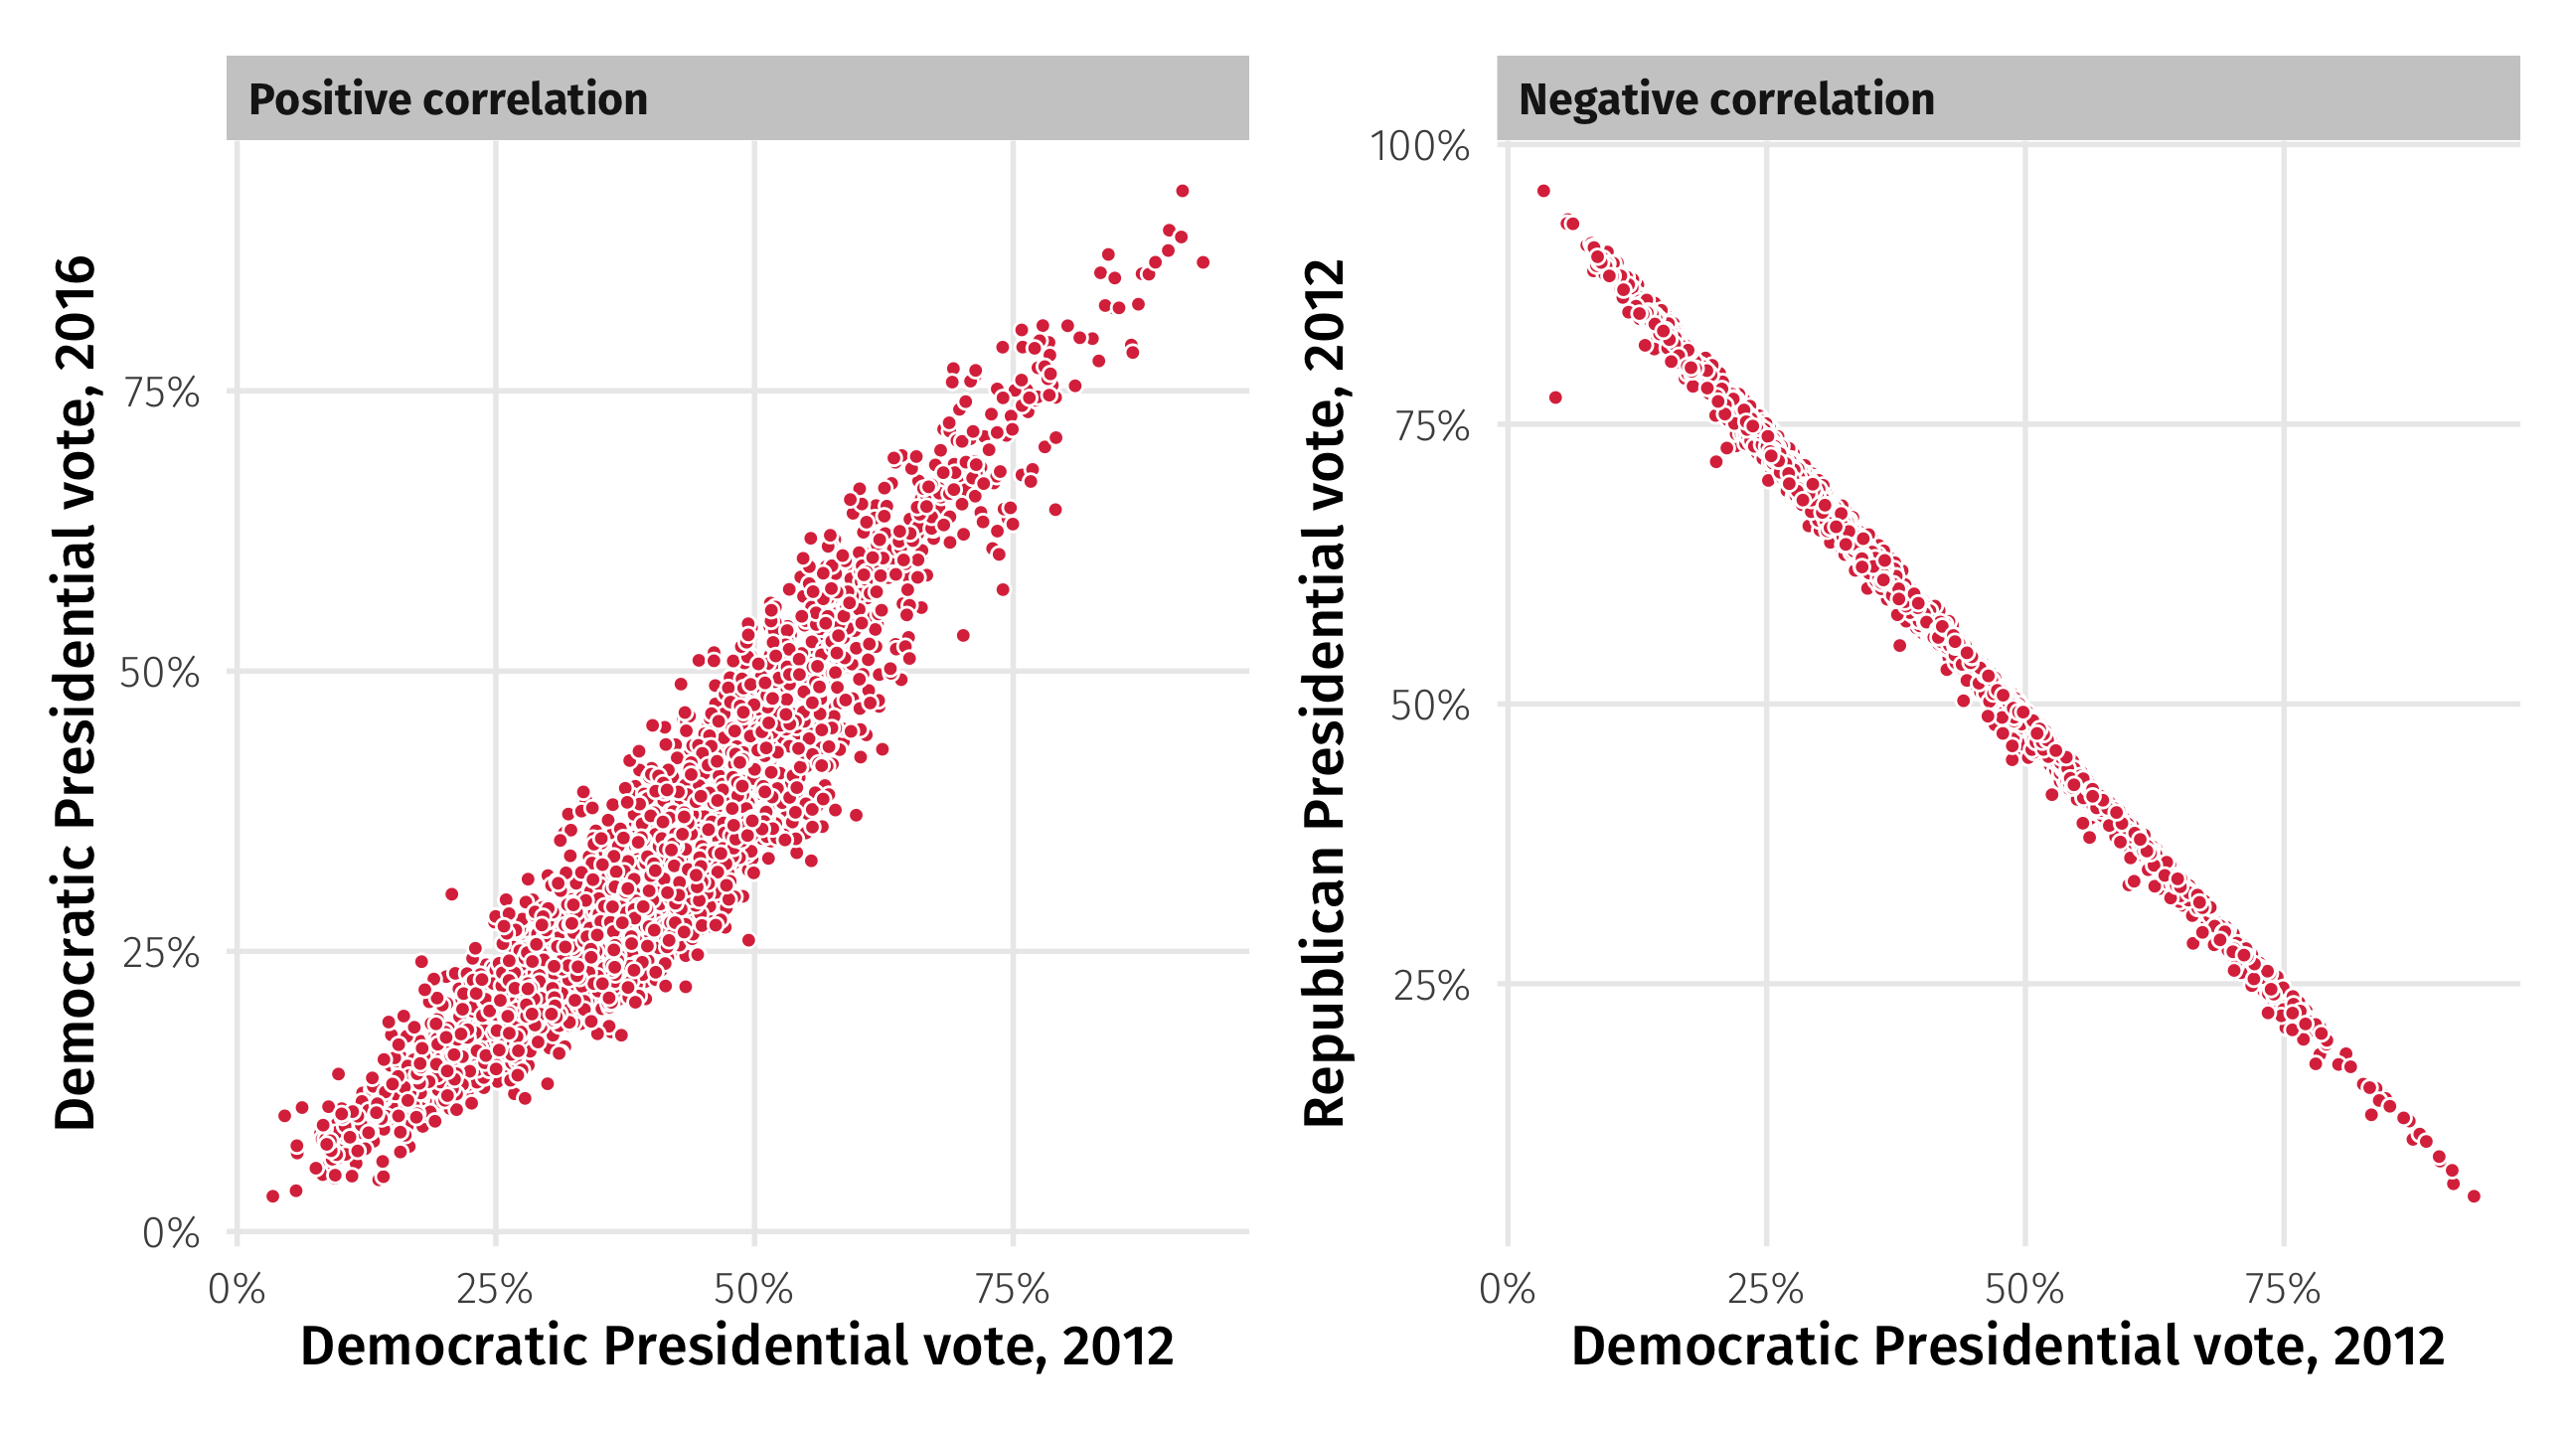 Positive correlation
Democratic Presidential vote, 2016
75%
50%
25%
0%
0% 25% 50% 75%
Democratic Presidential vote, 2012
Negative correlation
Republican Presidential vote, 2012
100%
75%
50%
25%
0% 25% 50% 75%
Democratic Presidential vote, 2012